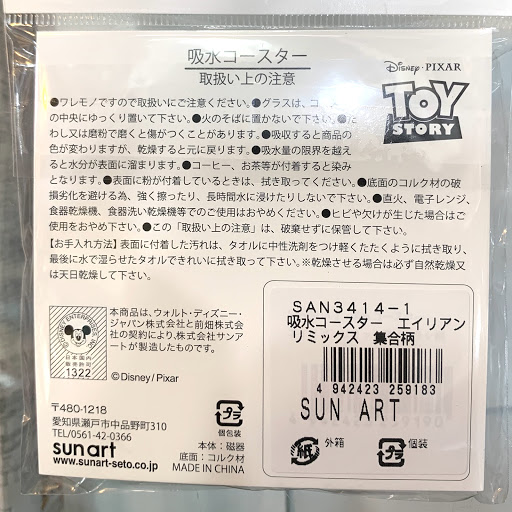 吸水コースター
取扱い上の注意
Disney・PIXAR
TOY
STORY
●ワレモノですので取扱いにご注意ください。●グラスは、コ
の中央にゆっくり置いて下さい。●火のそばに置かないで下さい。
わし又は磨粉で磨くと傷がつくことがあります。●吸収すると商品の
色が変わりますが、乾燥すると元に戻ります。●吸水量の限界を越え
ると水分が表面に溜まります。●コーヒー、お茶等が付着すると染み
となります。●表面に粉が付着しているときは、拭き取ってください。●底面のコルク材の破
損劣化を避ける為、強く擦ったり、長時間水に浸けたりしないで下さい。●直火、電子レンジ、
食器乾燥機、食器洗い乾燥機等でのご使用はおやめください。●ヒビや欠けが生じた場合はご
使用をおやめ下さい。●この「取扱い上の注意」は、破棄せずに保管して下さい。
【お手入れ方法】表面に付着した汚れは、タオルに中性洗剤をつけ軽くたたくように拭き取り、
最後に水で湿らせたタオルできれいに拭き取って下さい。※乾燥させる場合は必ず自然乾燥又
は天日乾燥して下さい。
日本国内
販売許可
1322
本商品は、ウォルト・ディズニー・
ジャパン株式会社と前畑株式会社
の契約により、株式会社サンアートが製造したものです。
©Disney/Pixar
SAN3414-1
吸水コースター エイリアン
リミックス 集合柄
4 942423 259183
SUN ART
紙
外箱
プラ
個装
〒480-1218
愛知県瀬戸市中品野町310
TEL/0561-42-0366
sunart
www.sunart-seto.co.jp
プラ
個包装
本体:磁器
底面:コルク材
MADE IN CHINA